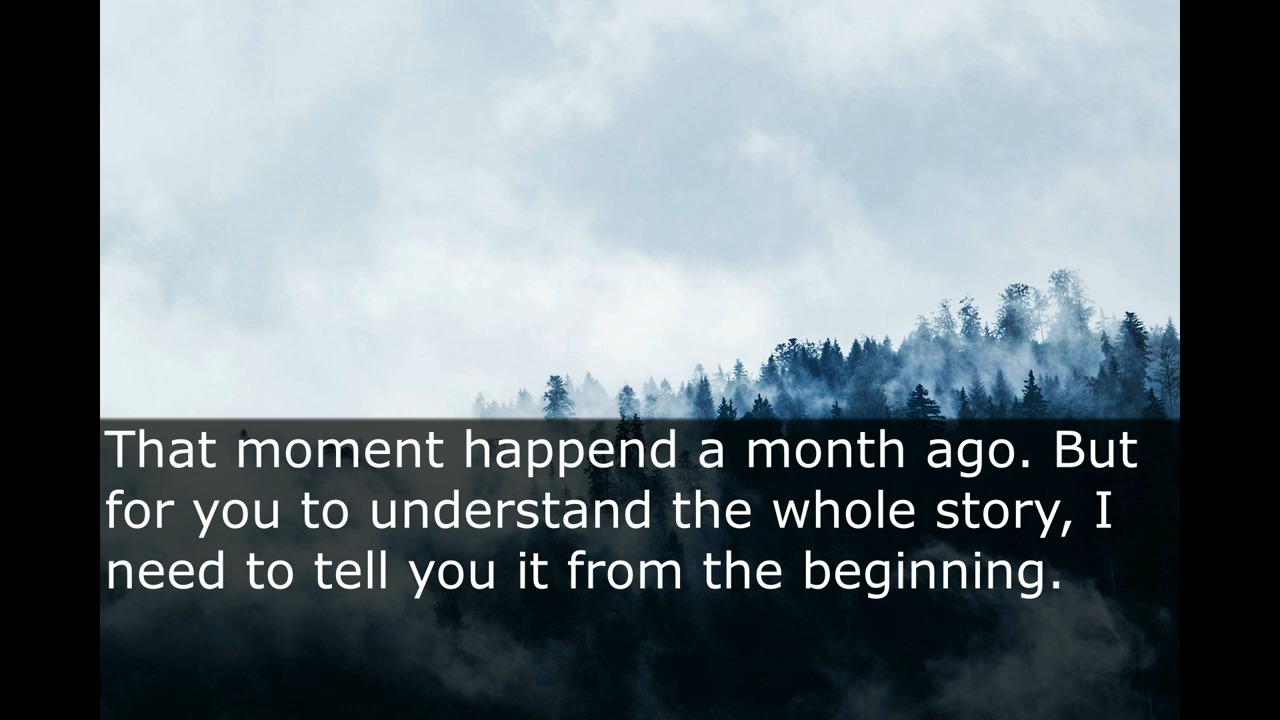 That moment happend a month ago. But
for you to understand the whole story, I
need to tell you it from the beginning.